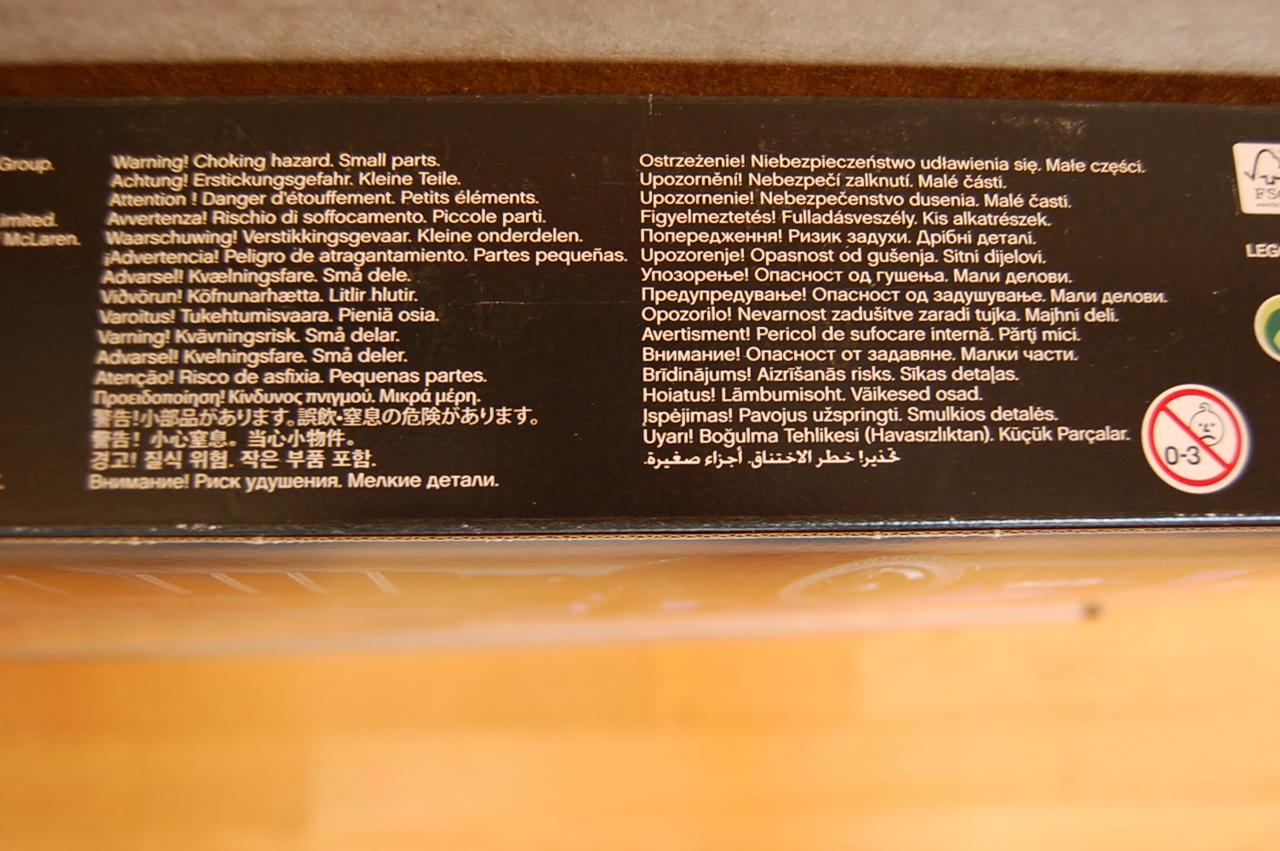 Group.
imited.
McLaren.
Warning! Choking hazard. Small parts.
Achtung! Erstickungsgefahr. Kleine Teile.
Attention ! Danger d'étouffement. Petits éléments.
Avvertenza! Rischio di soffocamento. Piccole parti.
Waarschuwing! Verstikkingsgevaar. Kleine onderdelen.
¡Advertencia! Peligro de atragantamiento. Partes pequeñas.
Advarsel! Kvælningsfare. Små dele.
Viðvörun! Köfnunarhætta. Litlir hlutir.
Varoitus! Tukehtumisvaara. Pieniä osia.
Varning! Kvävningsrisk. Små delar.
Advarsel! Kvelningsfare. Små deler.
Atenção! Risco de asfixia. Pequenas partes.
Προειδοποίηση! Κίνδυνος πνιγμού. Μικρά μέρη.
警告!小部品があります。誤飲•窒息の危険があります。
警告! 小心窒息。当心小物件。
경고! 질식 위험. 작은 부품 포함.
Внимание! Риск удушения. Мелкие детали.
Ostrzeżenie! Niebezpieczeństwo udławienia się. Małe części.
Upozornění! Nebezpečí zalknutí. Malé části.
Upozornenie! Nebezpečenstvo dusenia. Malé časti.
Figyelmeztetés! Fulladásveszély. Kis alkatrészek.
Попередження! Ризик задухи. Дрібні деталі.
Upozorenje! Opasnost od gušenja. Sitni dijelovi.
Упозорење! Опасност од гушења. Мали делови.
Предупредување! Опасност од задушување. Мали делови.
Opozorilo! Nevarnost zadušitve zaradi tujka. Majhni deli.
Avertisment! Pericol de sufocare internă. Părţi mici.
Внимание! Опасност от задавяне. Малки части.
Brīdinājums! Aizrīšanās risks. Sīkas detaļas.
Hoiatus! Lämbumisoht. Väikesed osad.
Įspėjimas! Pavojus užspringti. Smulkios detalės.
Uyarı! Boğulma Tehlikesi (Havasızlıktan). Küçük Parçalar.
تحذير! خطر الاختناق. أجزاء صغيرة.
0-3
FSC
LEG